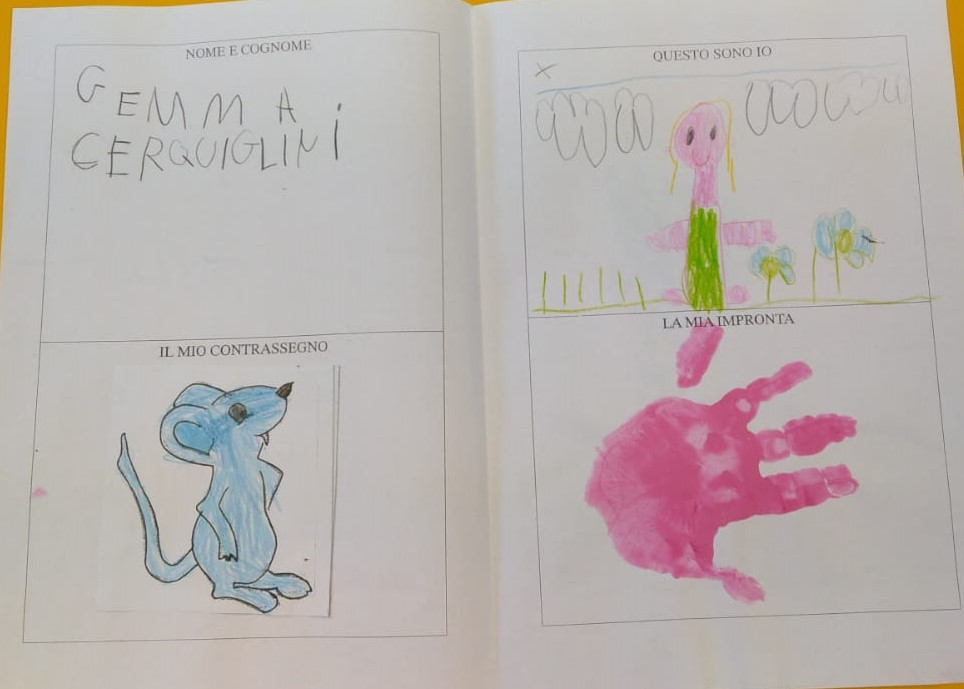 NOME E COGNOME
GEMMA
CERQUIGLINI
IL MIO CONTRASSEGNO
QUESTO SONO IO
LA MIA IMPRONTA